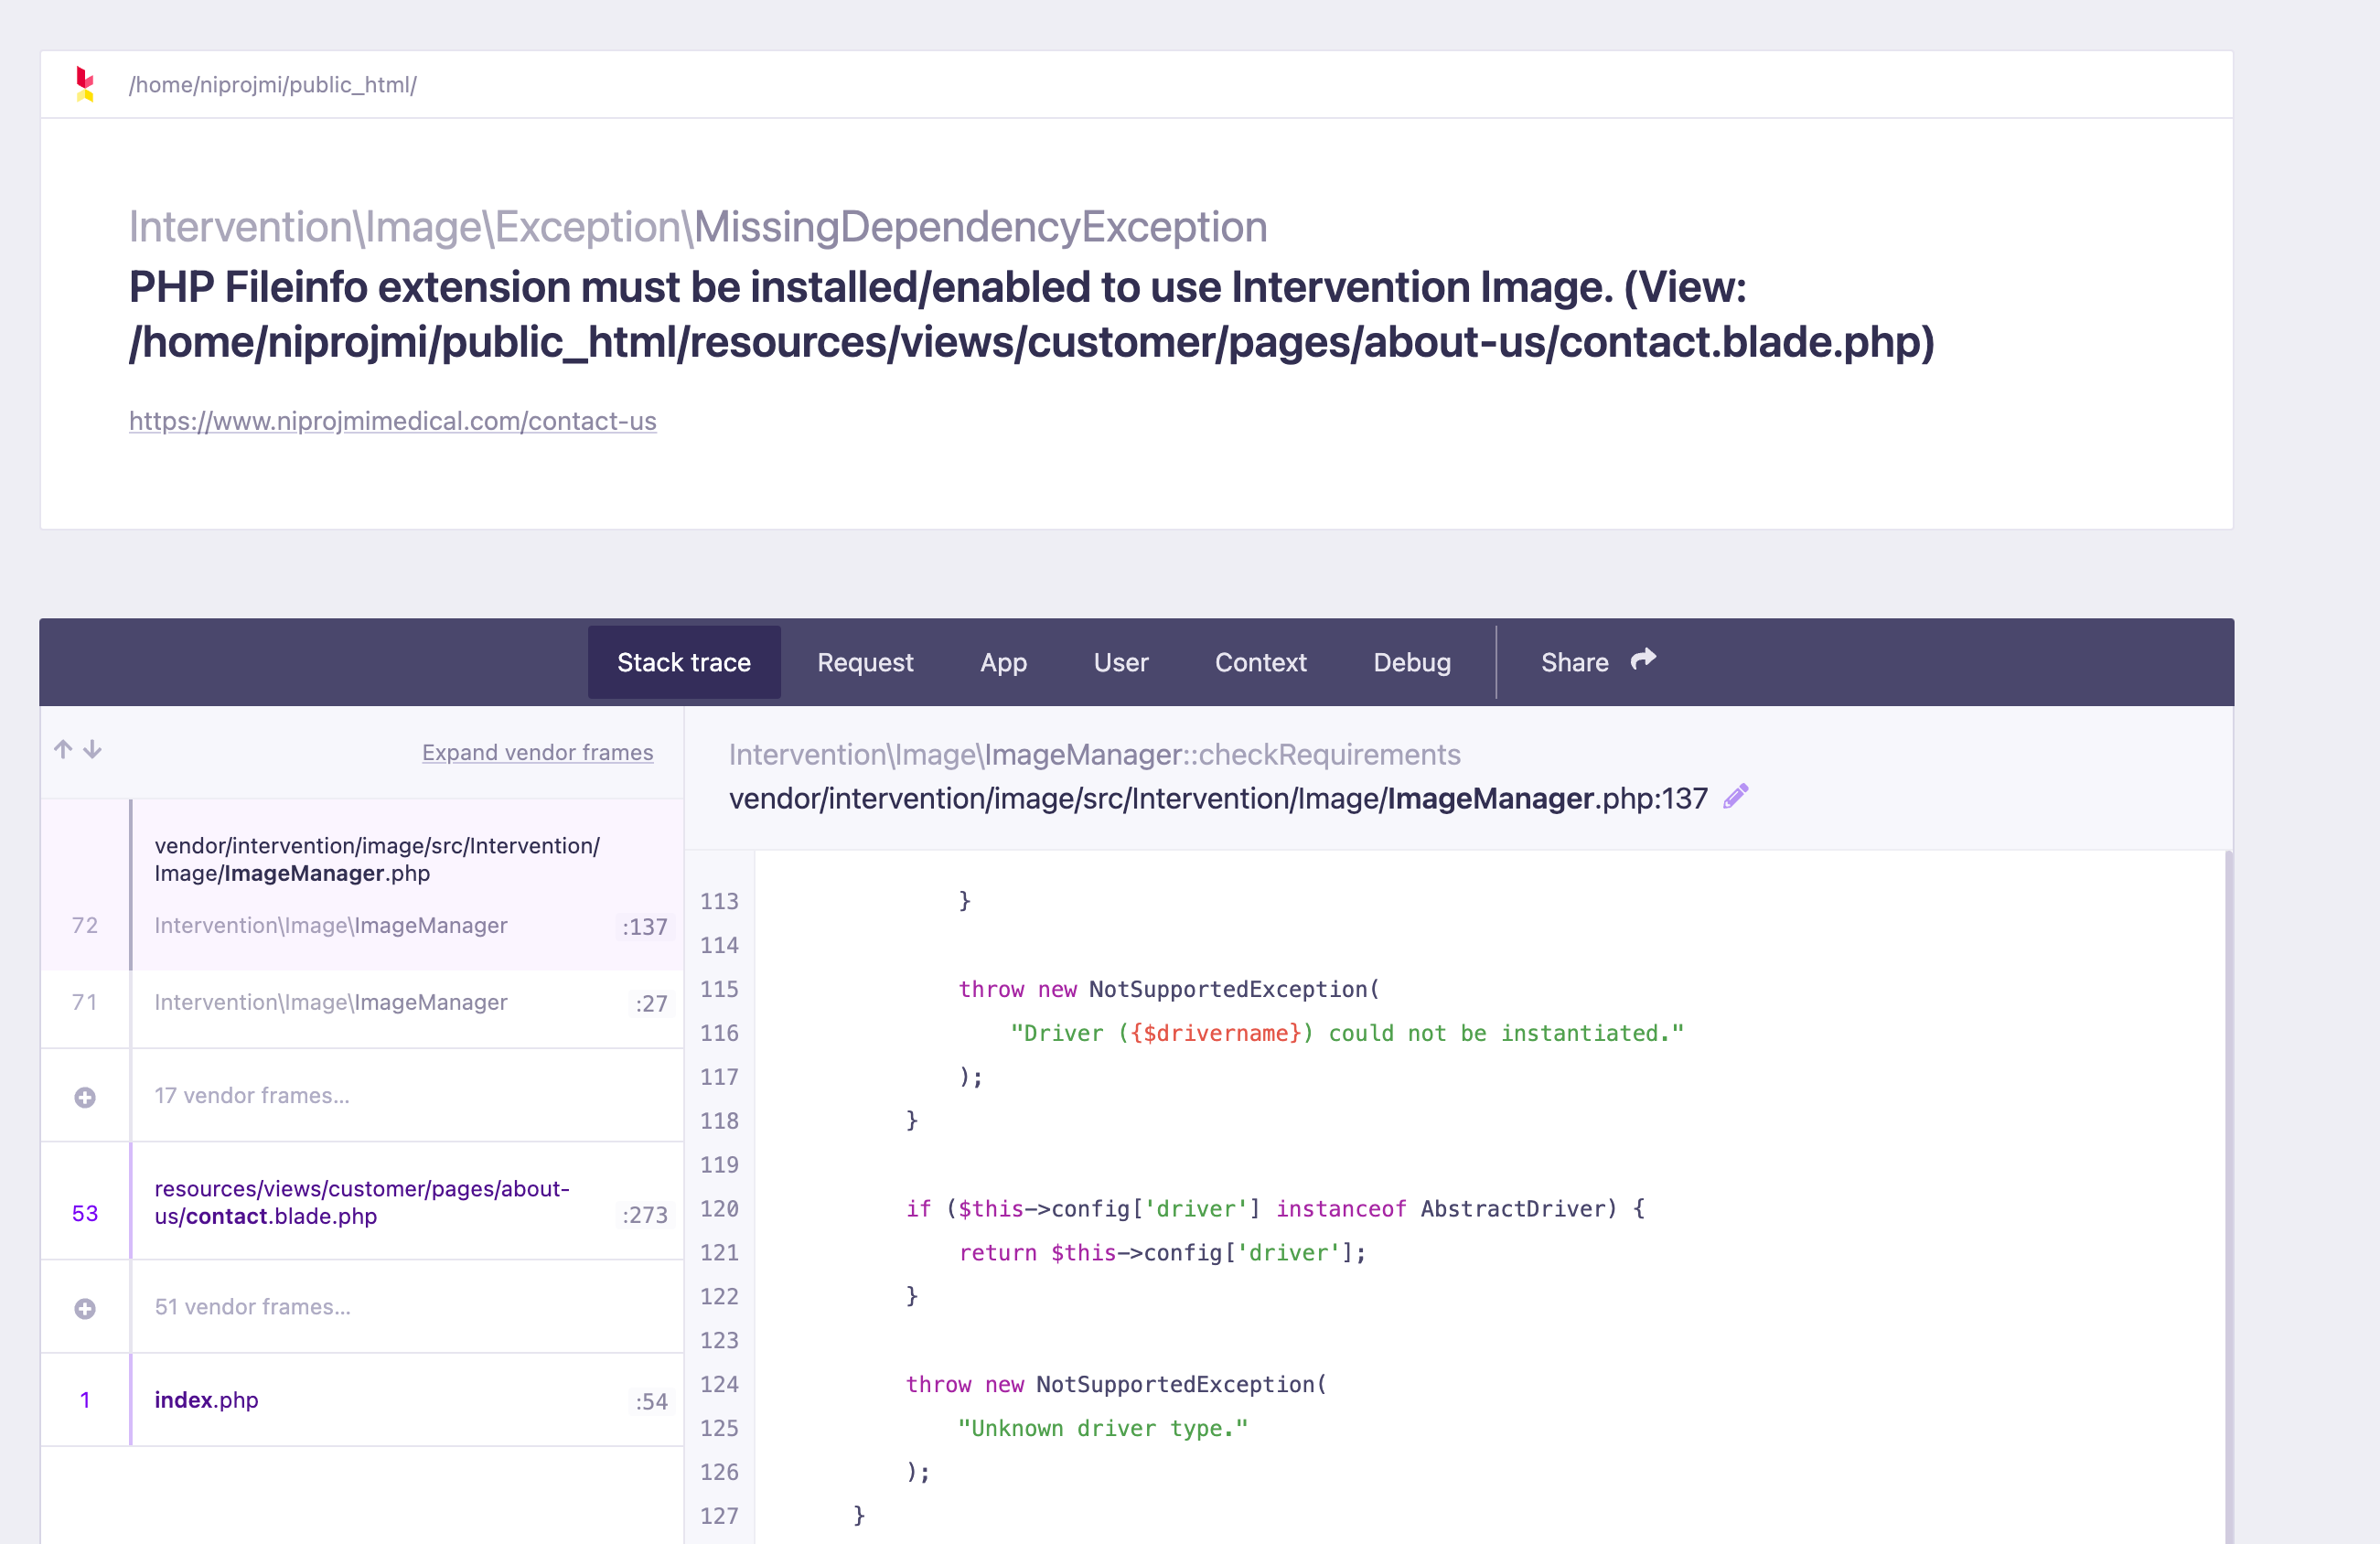 /home/niprojmi/public_html/
Intervention\Image\Exception\MissingDependencyException
PHP Fileinfo extension must be installed/enabled to use Intervention Image. (View:
/home/niprojmi/public_html/resources/views/customer/pages/about-us/contact.blade.php)
https://www.niprojmimedical.com/contact-us
Stack trace Request App User Context Debug Share
Expand vendor frames
vendor/intervention/image/src/Intervention/
Image/ImageManager.php
72 Intervention\Image\ImageManager :137
71 Intervention\Image\ImageManager :27
17 vendor frames...
resources/views/customer/pages/about-
53 us/contact.blade.php :273
51 vendor frames...
1 index.php :54
Intervention\Image\ImageManager::checkRequirements
vendor/intervention/image/src/Intervention/Image/ImageManager.php:137
113 }
114
115 throw new NotSupportedException(
116 "Driver ({$drivername}) could not be instantiated."
117 );
118 }
119
120 if ($this->config['driver'] instanceof AbstractDriver) {
121 return $this->config['driver'];
122 }
123
124 throw new NotSupportedException(
125 "Unknown driver type."
126 );
127 }